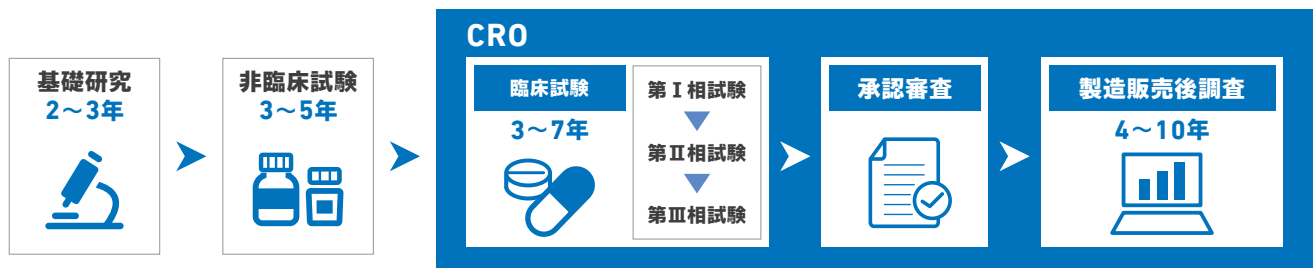 基礎研究
2～3年
非臨床試験
3～5年
CRO
臨床試験
3～7年
第Ⅰ相試験
第Ⅱ相試験
第Ⅲ相試験
承認審査
製造販売後調査
4～10年